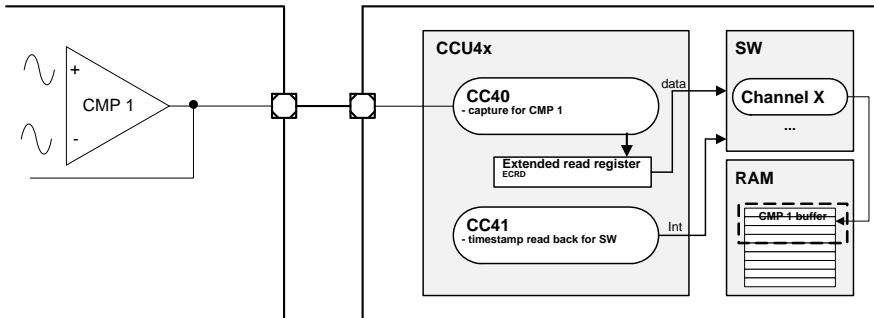 +
CMP 1
-
CCU4x
CC40
- capture for CMP 1
data
Extended read register
ECRD
CC41
- timestamp read back for SW
Int
SW
Channel X
...
RAM
CMP 1 buffer